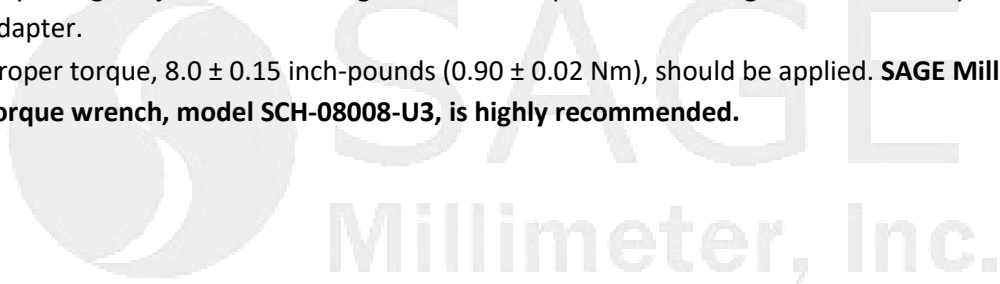 dapter.
roper torque, 8.0 ± 0.15 inch-pounds (0.90 ± 0.02 Nm), should be applied. SAGE Mill
orque wrench, model SCH-08008-U3, is highly recommended.
SAGE
Millimeter, Inc.